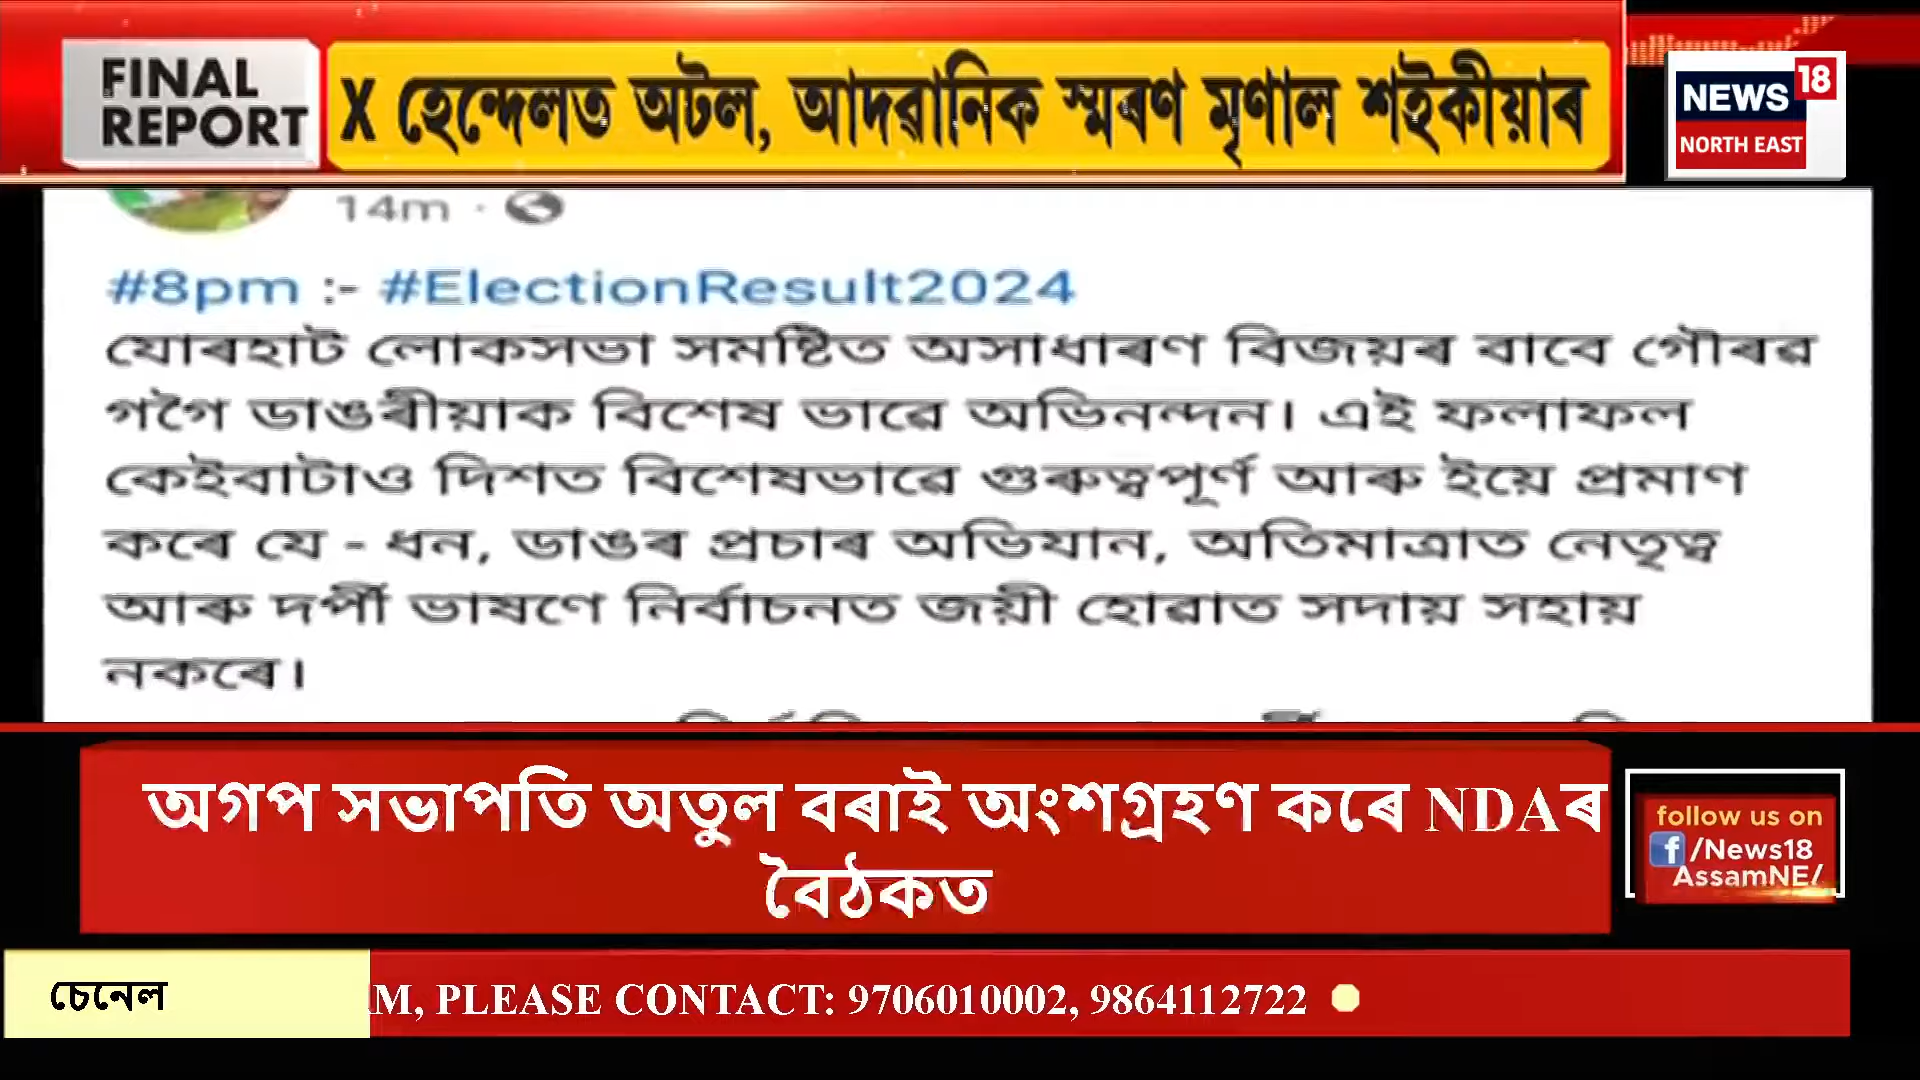 FINAL
REPORT
X হেন্দেলত অটল, আদৱানিক স্মৰণ মৃণাল শইকীয়াৰ
NEWS 18
NORTH EAST
14m ·
#8pm :- #ElectionResult2024
যোৰহাট লোকসভা সমষ্টিত অসাধাৰণ বিজয়ৰ বাবে গৌৰৱ
গগৈ ডাঙৰীয়াক বিশেষ ভাৱে অভিনন্দন। এই ফলাফল
কেইবাটাও দিশত বিশেষভাৱে গুৰুত্বপূৰ্ণ আৰু ইয়ে প্ৰমাণ
কৰে যে - ধন, ডাঙৰ প্ৰচাৰ অভিযান, অতিমাত্ৰাত নেতৃত্ব
আৰু দৰ্পী ভাষণে নিৰ্বাচনত জয়ী হোৱাত সদায় সহায়
নকৰে।
অগপ সভাপতি অতুল বৰাই অংশগ্ৰহণ কৰে NDAৰ
বৈঠকত
follow us on
f /News18
AssamNE/
চেনেল
M, PLEASE CONTACT: 9706010002, 9864112722